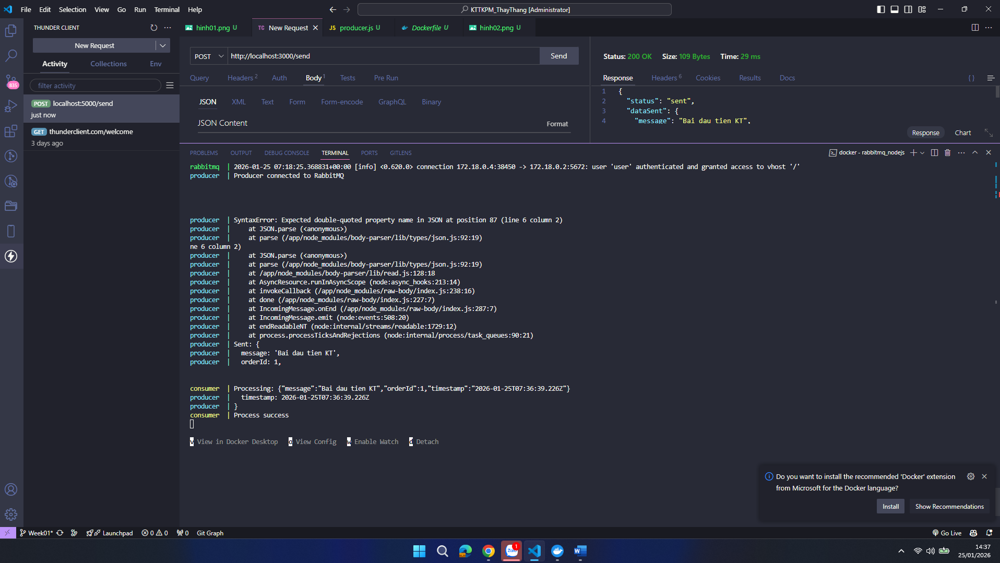 File Edit Selection View Go Run Terminal Help
KTTKPM_ThayThang [Administrator]
THUNDER CLIENT
New Request
Activity Collections Env
filter activity
835
POST localhost:5000/send
just now
GET thunderclient.com/welcome
3 days ago
hinh01.png U
TC New Request
JS producer.js U
Dockerfile U
hinh02.png U
POST http://localhost:3000/send Send
Query Headers 2 Auth Body 1 Tests Pre Run
JSON XML Text Form Form-encode GraphQL Binary
JSON Content
Format
Status: 200 OK Size: 109 Bytes Time: 29 ms
Response Headers 6 Cookies Results Docs { }
1 {
2 "status": "sent",
3 "dataSent": {
4 "message": "Bai dau tien KT",
Response Chart
PROBLEMS OUTPUT DEBUG CONSOLE TERMINAL PORTS GITLENS
docker - rabbitmq_nodejs
rabbitmq | 2026-01-25 07:18:25.368831+00:00 [info] <0.620.0> connection 172.18.0.4:38450 -> 172.18.0.2:5672: user 'user' authenticated and granted access to vhost '/'
producer | Producer connected to RabbitMQ
producer | SyntaxError: Expected double-quoted property name in JSON at position 87 (line 6 column 2)
producer | at JSON.parse (<anonymous>)
producer | at parse (/app/node_modules/body-parser/lib/types/json.js:92:19)
ne 6 column 2)
producer | at JSON.parse (<anonymous>)
producer | at parse (/app/node_modules/body-parser/lib/types/json.js:92:19)
producer | at /app/node_modules/body-parser/lib/read.js:128:18
producer | at AsyncResource.runInAsyncScope (node:async_hooks:213:14)
producer | at invokeCallback (/app/node_modules/raw-body/index.js:238:16)
producer | at done (/app/node_modules/raw-body/index.js:227:7)
producer | at IncomingMessage.onEnd (/app/node_modules/raw-body/index.js:287:7)
producer | at IncomingMessage.emit (node:events:508:20)
producer | at endReadableNT (node:internal/streams/readable:1729:12)
producer | at process.processTicksAndRejections (node:internal/process/task_queues:90:21)
producer | Sent: {
producer | message: 'Bai dau tien KT',
producer | orderId: 1,
consumer | Processing: {"message":"Bai dau tien KT","orderId":1,"timestamp":"2026-01-25T07:36:39.226Z"}
producer | timestamp: 2026-01-25T07:36:39.226Z
producer | }
consumer | Process success
v View in Docker Desktop o View Config w Enable Watch d Detach
Do you want to install the recommended 'Docker' extension
from Microsoft for the Docker language?
Install Show Recommendations
Week01* Launchpad 0 0 0 Git Graph
Go Live
Zalo 1
W
14:37
25/01/2026